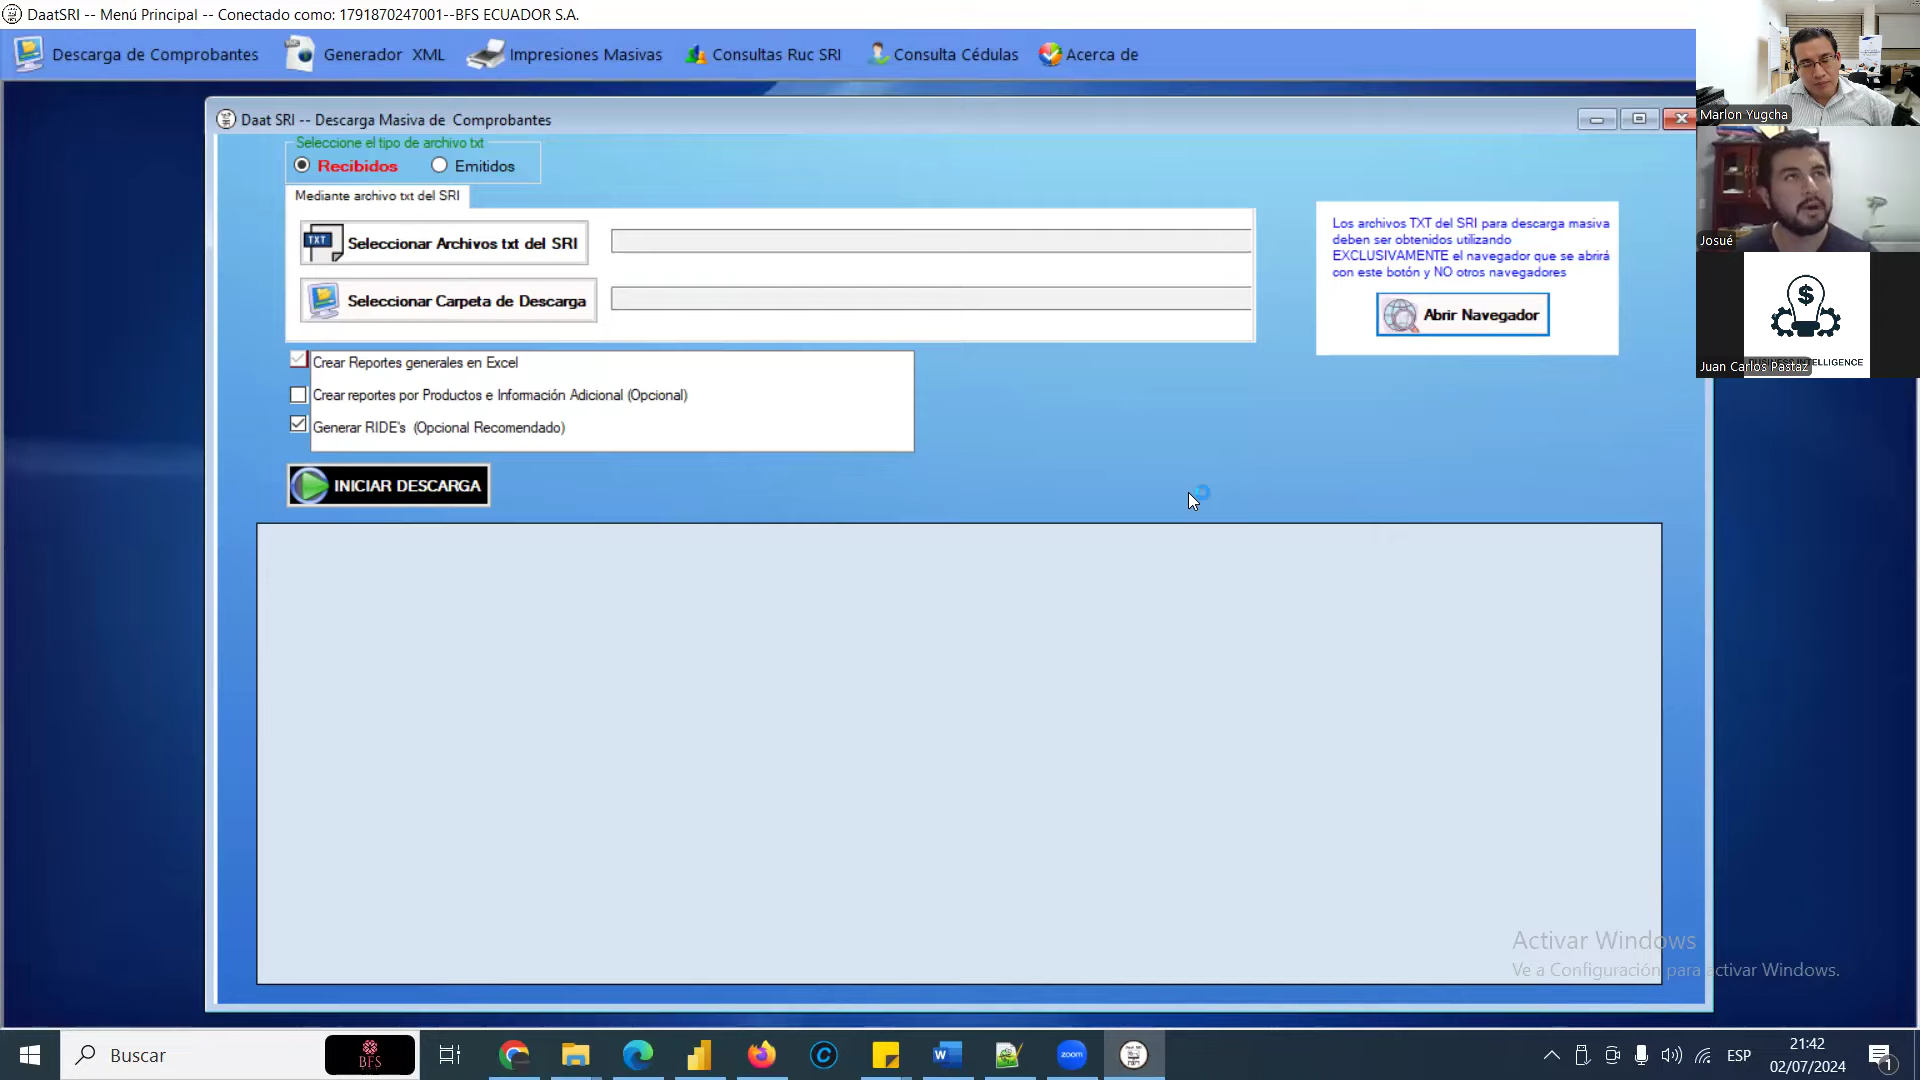 DaatSRI -- Menú Principal -- Conectado como: 1791870247001--BFS ECUADOR S.A.
Descarga de Comprobantes
Generador XML
Impresiones Masivas
Consultas Ruc SRI
Consulta Cédulas
Acerca de
Marlon Yugcha
Daat SRI -- Descarga Masiva de Comprobantes
Seleccione el tipo de archivo txt
Recibidos
Emitidos
Mediante archivo txt del SRI
TXT
Seleccionar Archivos txt del SRI
Seleccionar Carpeta de Descarga
Los archivos TXT del SRI para descarga masiva
deben ser obtenidos utilizando
EXCLUSIVAMENTE el navegador que se abrirá
con este botón y NO otros navegadores
Abrir Navegador
Josué
Juan Carlos Pastaz
Crear Reportes generales en Excel
Crear reportes por Productos e Información Adicional (Opcional)
Generar RIDE's (Opcional Recomendado)
INICIAR DESCARGA
Activar Windows
Ve a Configuración para activar Windows.
Buscar
BFS
zoom
ESP
21:42
02/07/2024
1